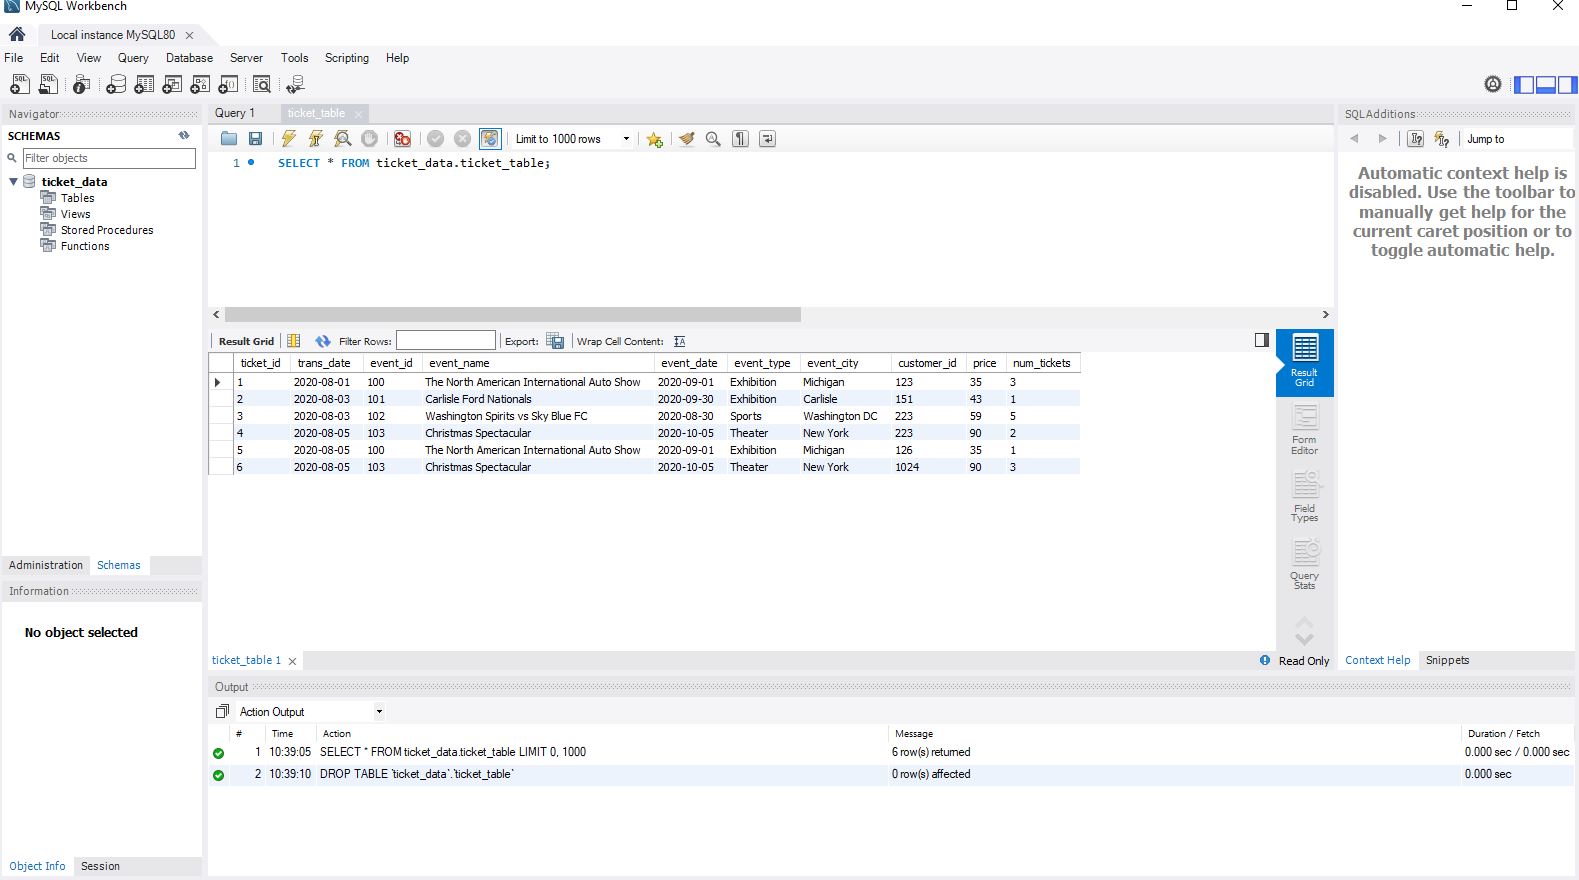 MySQL Workbench
Local instance MySQL80
File Edit View Query Database Server Tools Scripting Help
Navigator
SCHEMAS
Filter objects
ticket_data
Tables
Views
Stored Procedures
Functions
Administration Schemas
Information
No object selected
Object Info Session
Query 1 ticket_table
Limit to 1000 rows
1 SELECT * FROM ticket_data.ticket_table;
Result Grid Filter Rows: Export: Wrap Cell Content:
ticket_id trans_date event_id event_name event_date event_type event_city customer_id price num_tickets
1 2020-08-01 100 The North American International Auto Show 2020-09-01 Exhibition Michigan 123 35 3
2 2020-08-03 101 Carlisle Ford Nationals 2020-09-30 Exhibition Carlisle 151 43 1
3 2020-08-03 102 Washington Spirits vs Sky Blue FC 2020-08-30 Sports Washington DC 223 59 5
4 2020-08-05 103 Christmas Spectacular 2020-10-05 Theater New York 223 90 2
5 2020-08-05 100 The North American International Auto Show 2020-09-01 Exhibition Michigan 126 35 1
6 2020-08-05 103 Christmas Spectacular 2020-10-05 Theater New York 1024 90 3
Result
Grid
Form
Editor
Field
Types
Query
Stats
ticket_table 1
Read Only
Output
Action Output
# Time Action Message Duration / Fetch
1 10:39:05 SELECT * FROM ticket_data.ticket_table LIMIT 0, 1000 6 row(s) returned 0.000 sec / 0.000 sec
2 10:39:10 DROP TABLE `ticket_data`.`ticket_table` 0 row(s) affected 0.000 sec
SQLAdditions
Jump to
Automatic context help is
disabled. Use the toolbar to
manually get help for the
current caret position or to
toggle automatic help.
Context Help Snippets